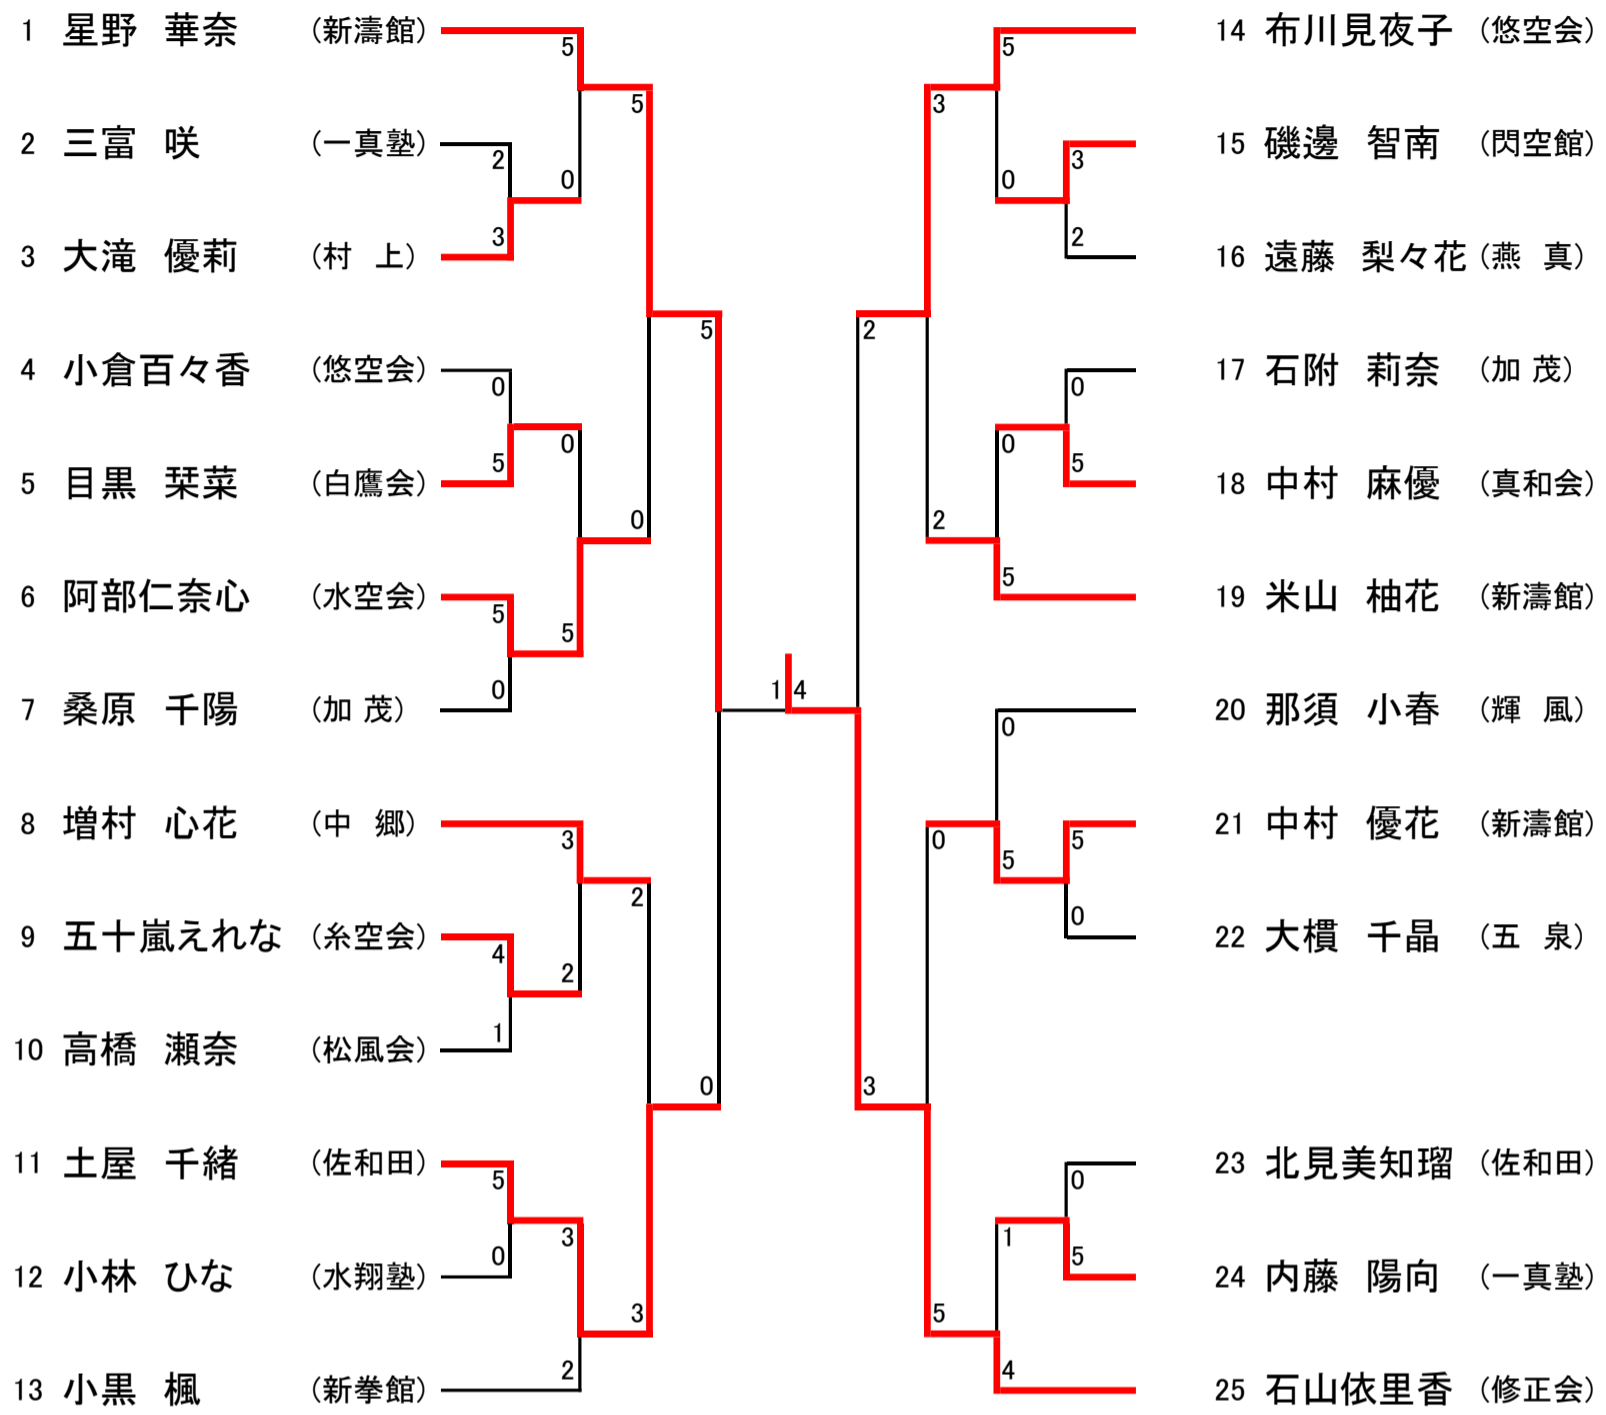 1 星野 華奈 （新濤館） 5 5 14 布川見夜子 （悠空会）
5 3
2 三富 咲 （一真塾） 2 0 0 3 15 磯邊 智南 （閃空館）
3 大滝 優莉 （村 上） 3 2 16 遠藤 梨々花 （燕 真）
5 2
4 小倉百々香 （悠空会） 0 0 17 石附 莉奈 （加 茂）
0 0
5 目黒 栞菜 （白鷹会） 5 5 18 中村 麻優 （真和会）
0 2
6 阿部仁奈心 （水空会） 5 5 5 19 米山 柚花 （新濤館）
7 桑原 千陽 （加 茂） 0 1 4 0 20 那須 小春 （輝 風）
8 増村 心花 （中 郷） 3 0 5 5 21 中村 優花 （新濤館）
2
9 五十嵐えれな （糸空会） 4 2 0 22 大樌 千晶 （五 泉）
10 高橋 瀬奈 （松風会） 1
0 3
11 土屋 千緒 （佐和田） 5 0 23 北見美知瑠 （佐和田）
3 1
12 小林 ひな （水翔塾） 0 5 24 内藤 陽向 （一真塾）
3 5
13 小黒 楓 （新拳館） 2 4 25 石山依里香 （修正会）